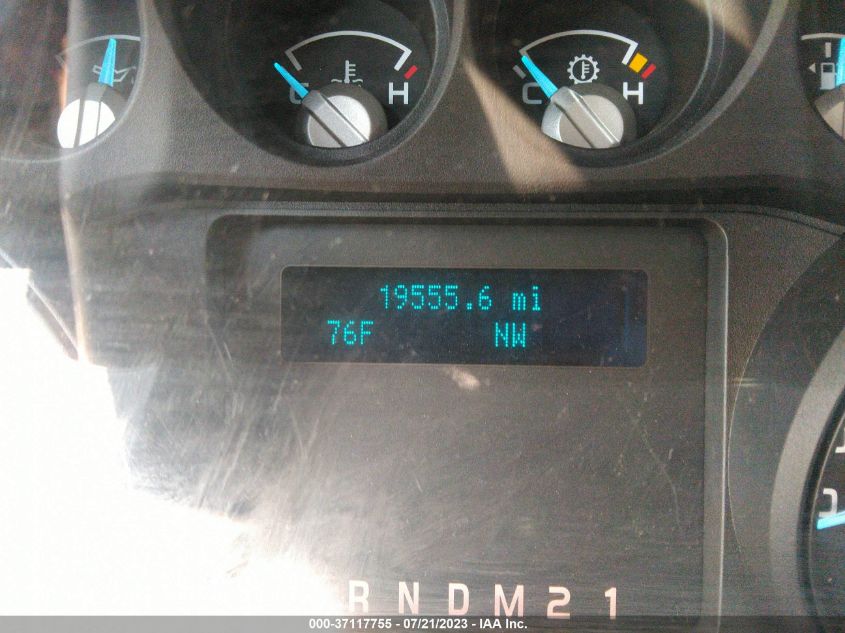 C H
C H
19555.6 mi
76F NW
R N D M 2 1
000-37117755 - 07/21/2023 - IAA Inc.